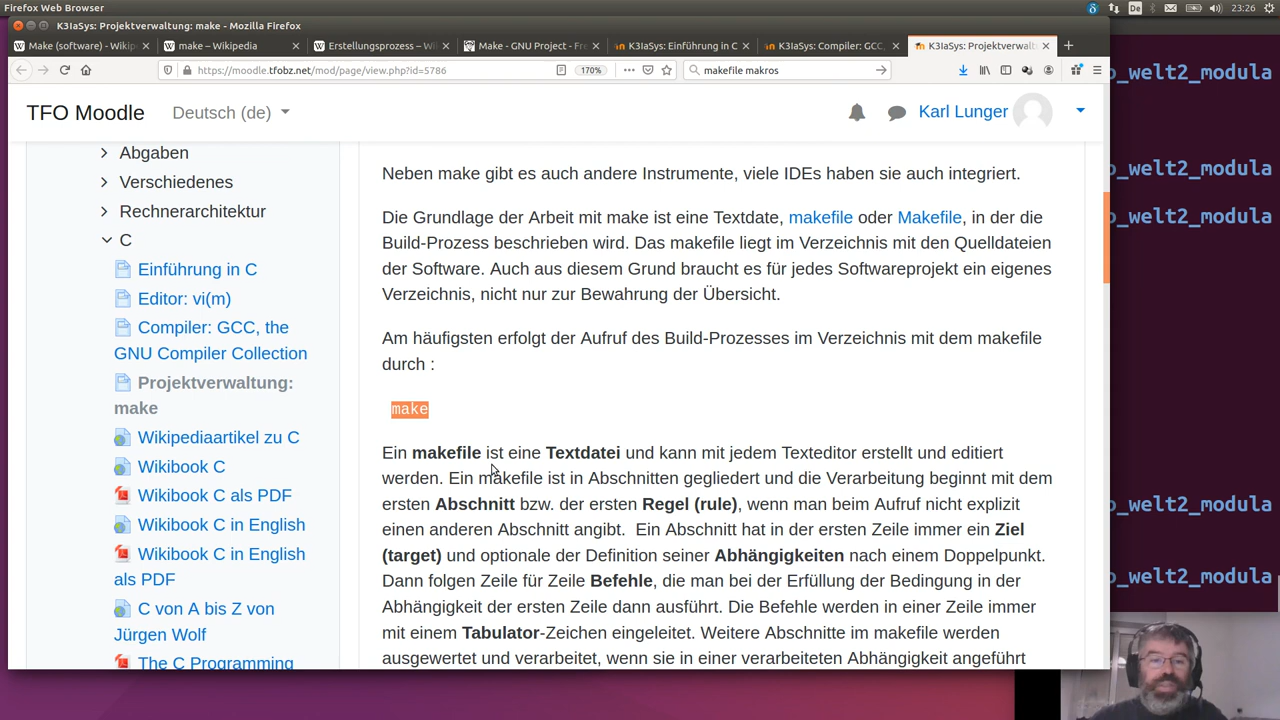 Firefox Web Browser
De
23:26
K3IaSys: Projektverwaltung: make - Mozilla Firefox
Make (software) - Wikip
make – Wikipedia
Erstellungsprozess – Wi
Make - GNU Project - Fre
K3IaSys: Einführung in C
K3IaSys: Compiler: GCC,
K3IaSys: Projektverwalt
https://moodle.tfobz.net/mod/page/view.php?id=5786
170%
makefile makros
TFO Moodle
Deutsch (de)
Karl Lunger
Abgaben
Verschiedenes
Rechnerarchitektur
C
Einführung in C
Editor: vi(m)
Compiler: GCC, the
GNU Compiler Collection
Projektverwaltung:
make
Wikipediaartikel zu C
Wikibook C
Wikibook C als PDF
Wikibook C in English
Wikibook C in English
als PDF
C von A bis Z von
Jürgen Wolf
The C Programming
Neben make gibt es auch andere Instrumente, viele IDEs haben sie auch integriert.
Die Grundlage der Arbeit mit make ist eine Textdate, makefile oder Makefile, in der die
Build-Prozess beschrieben wird. Das makefile liegt im Verzeichnis mit den Quelldateien
der Software. Auch aus diesem Grund braucht es für jedes Softwareprojekt ein eigenes
Verzeichnis, nicht nur zur Bewahrung der Übersicht.
Am häufigsten erfolgt der Aufruf des Build-Prozesses im Verzeichnis mit dem makefile
durch :
make
Ein makefile ist eine Textdatei und kann mit jedem Texteditor erstellt und editiert
werden. Ein makefile ist in Abschnitten gegliedert und die Verarbeitung beginnt mit dem
ersten Abschnitt bzw. der ersten Regel (rule), wenn man beim Aufruf nicht explizit
einen anderen Abschnitt angibt.  Ein Abschnitt hat in der ersten Zeile immer ein Ziel
(target) und optionale der Definition seiner Abhängigkeiten nach einem Doppelpunkt.
Dann folgen Zeile für Zeile Befehle, die man bei der Erfüllung der Bedingung in der
Abhängigkeit der ersten Zeile dann ausführt. Die Befehle werden in einer Zeile immer
mit einem Tabulator-Zeichen eingeleitet. Weitere Abschnitte im makefile werden
ausgewertet und verarbeitet, wenn sie in einer verarbeiteten Abhängigkeit angeführt
o_welt2_modula
o_welt2_modula
o_welt2_modula
o_welt2_modula
o_welt2_modula